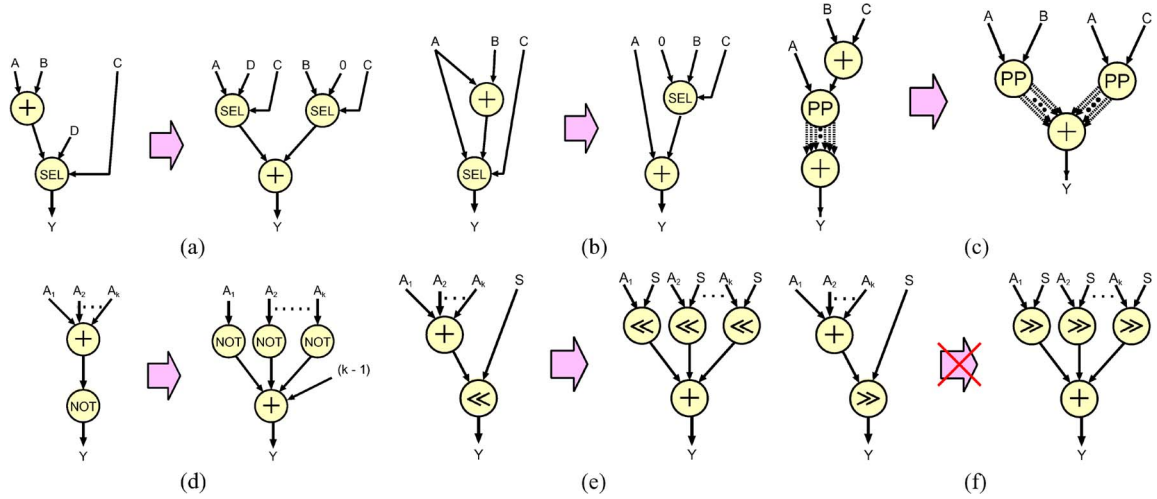 A B C
+
D
SEL
Y
A D C B 0 C
SEL SEL
+
Y
(a)
A B C
+
SEL
Y
A 0 B C
SEL
+
Y
(b)
B C
A +
PP
+
Y
A B A C
PP PP
+
Y
(c)
A1 A2 .... Ak
+
NOT
Y
A1 A2 ...... Ak
NOT NOT NOT
(k - 1)
+
Y
(d)
A1 A2 ... Ak S
+
≪
Y
A1 S A2 S .... Ak S
≪ ≪ ≪
+
Y
(e)
A1 A2 ... Ak S
+
≫
Y
A1 S A2 S .... Ak S
≫ ≫ ≫
+
Y
(f)